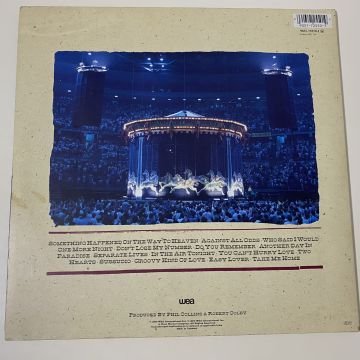 SOMETHING HAPPENED ON THE WAY TO HEAVEN · AGAINST ALL ODDS · WHO SAID I WOULD
ONE MORE NIGHT · DON'T LOSE MY NUMBER · DO YOU REMEMBER · ANOTHER DAY IN
PARADISE · SEPARATE LIVES · IN THE AIR TONIGHT · YOU CAN'T HURRY LOVE · TWO
HEARTS · SUSSUDIO · GROOVY KIND OF LOVE · EASY LOVER · TAKE ME HOME
wea
PRODUCED BY PHIL COLLINS & ROBERT COLBY